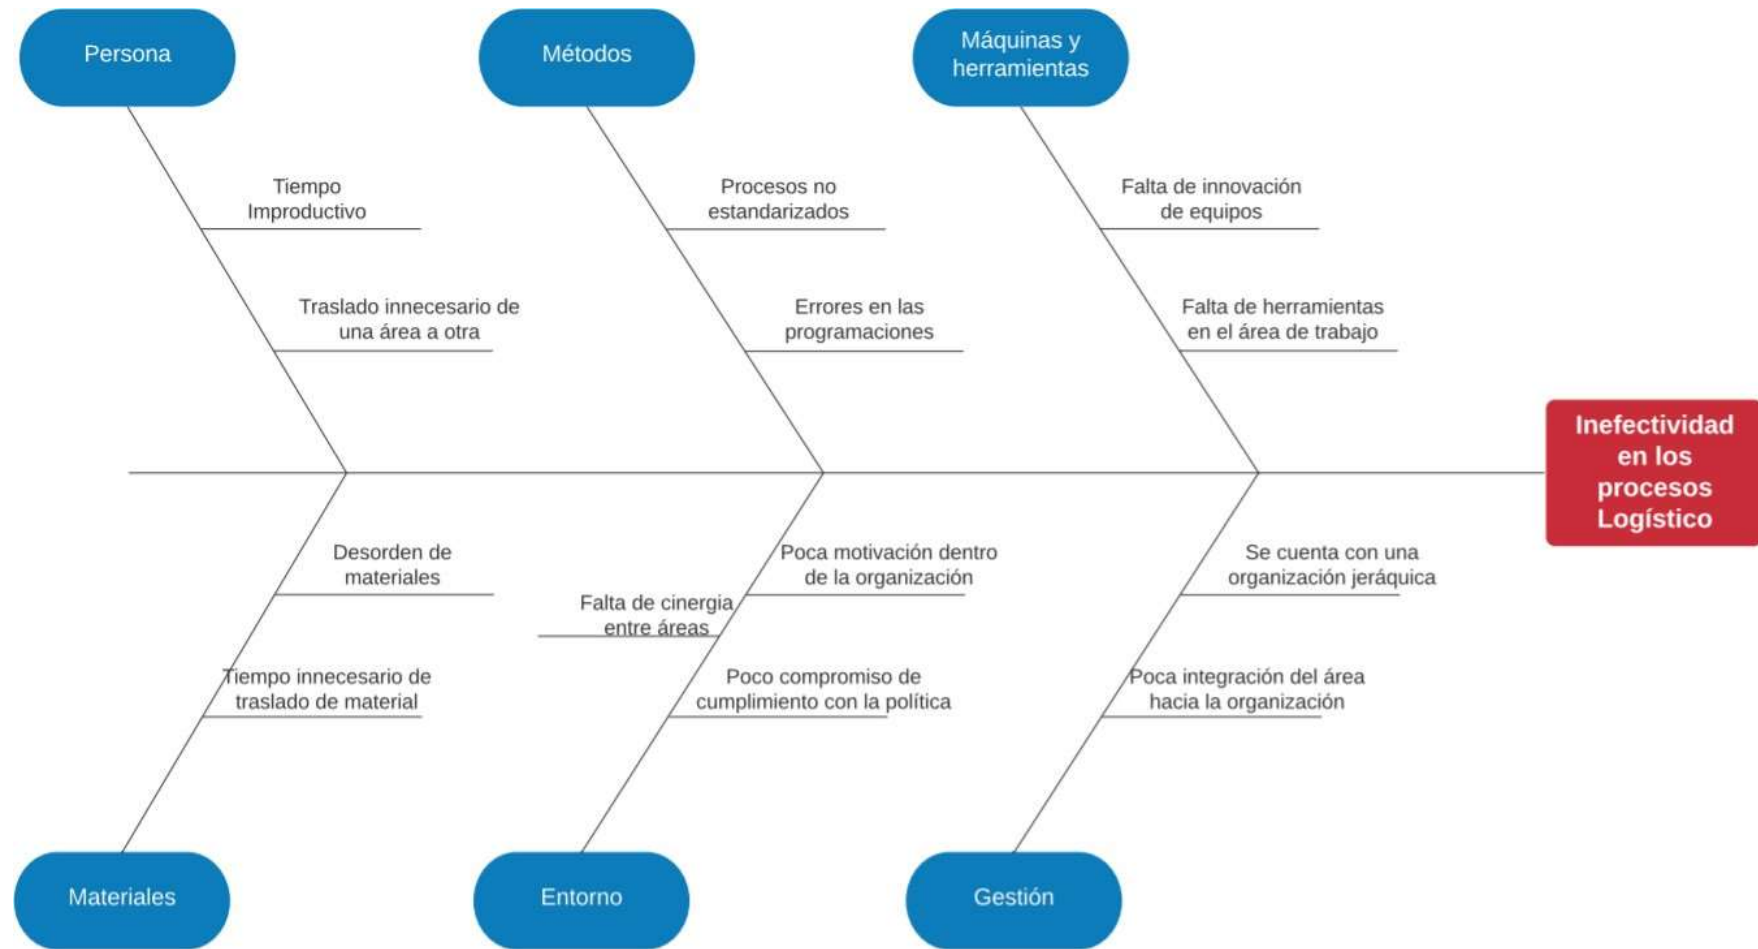 Persona
Métodos
Máquinas y
herramientas
Tiempo
Improductivo
Procesos no
estandarizados
Falta de innovación
de equipos
Traslado innecesario de
una área a otra
Errores en las
programaciones
Falta de herramientas
en el área de trabajo
Inefectividad
en los
procesos
Logístico
Desorden de
materiales
Poca motivación dentro
de la organización
Se cuenta con una
organización jeráquica
Falta de cinergia
entre áreas
Tiempo innecesario de
traslado de material
Poco compromiso de
cumplimiento con la política
Poca integración del área
hacia la organización
Materiales
Entorno
Gestión